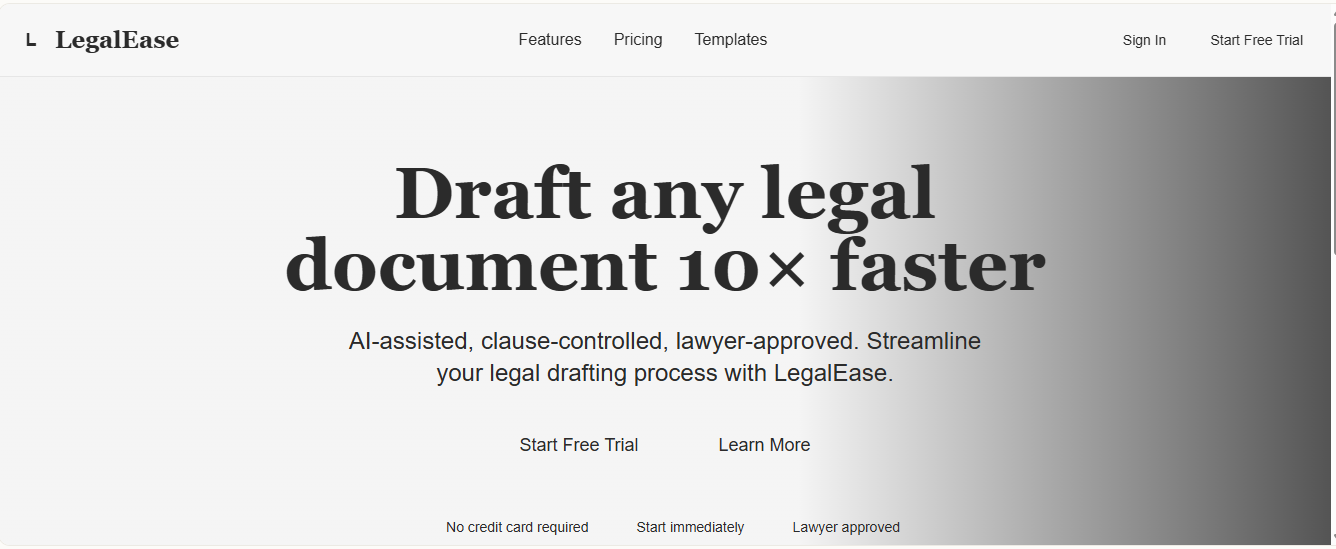 L LegalEase Features Pricing Templates Sign In Start Free Trial
Draft any legal
document 10× faster
AI-assisted, clause-controlled, lawyer-approved. Streamline
your legal drafting process with LegalEase.
Start Free Trial Learn More
No credit card required Start immediately Lawyer approved